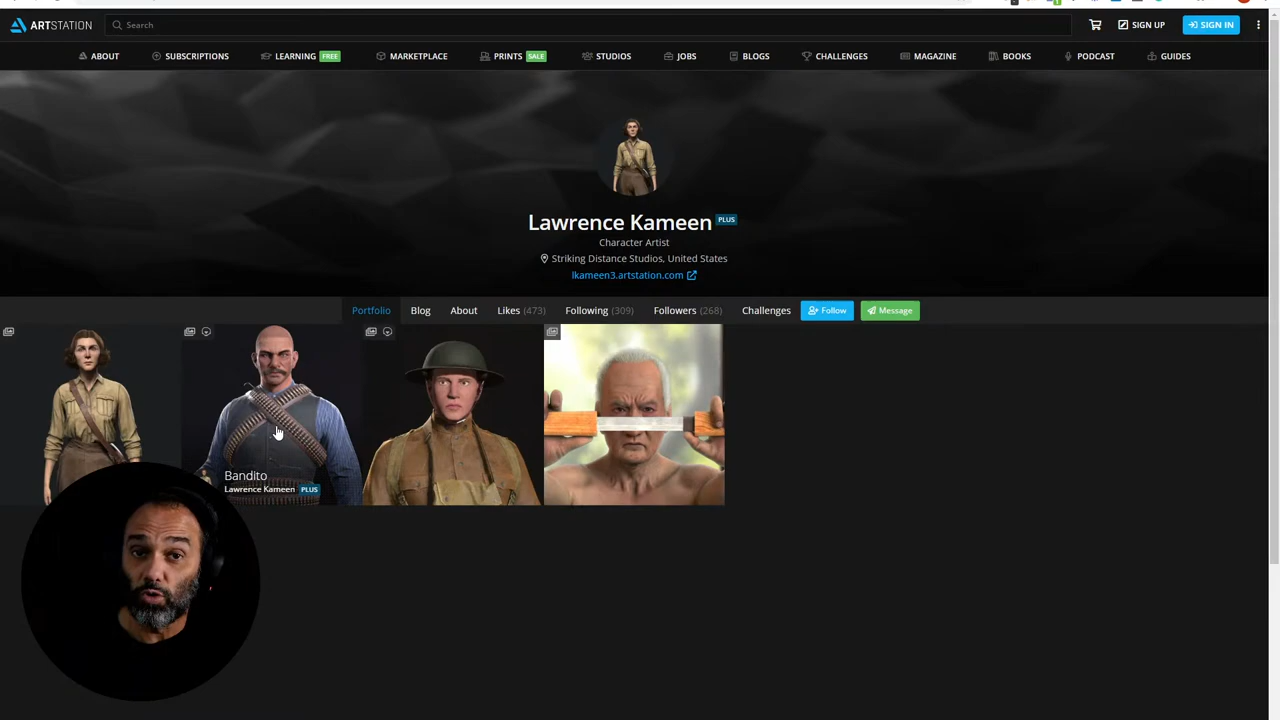 ARTSTATION
Search
SIGN UP
SIGN IN
ABOUT
SUBSCRIPTIONS
LEARNING FREE
MARKETPLACE
PRINTS SALE
STUDIOS
JOBS
BLOGS
CHALLENGES
MAGAZINE
BOOKS
PODCAST
GUIDES
Lawrence Kameen PLUS
Character Artist
Striking Distance Studios, United States
lkameen3.artstation.com
Portfolio
Blog
About
Likes (473)
Following (309)
Followers (268)
Challenges
Follow
Message
Bandito
Lawrence Kameen PLUS